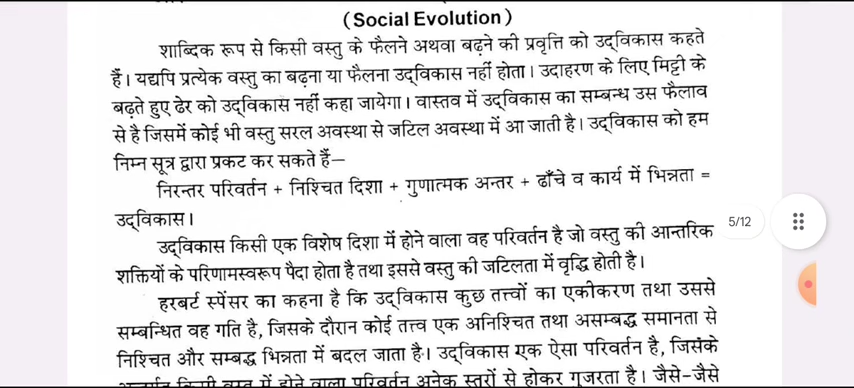 (Social Evolution)
शाब्दिक रूप से किसी वस्तु के फैलने अथवा बढ़ने की प्रवृत्ति को उद्‌विकास कहते
हैं। यद्यपि प्रत्येक वस्तु का बढ़ना या फैलना उद्‌विकास नहीं होता। उदाहरण के लिए मिट्टी के
बढ़ते हुए ढेर को उद्‌विकास नहीं कहा जायेगा। वास्तव में उद्‌विकास का सम्बन्ध उस फैलाव
से है जिसमें कोई भी वस्तु सरल अवस्था से जटिल अवस्था में आ जाती है। उद्‌विकास को हम
निम्न सूत्र द्वारा प्रकट कर सकते हैं—
निरन्तर परिवर्तन + निश्चित दिशा + गुणात्मक अन्तर + ढाँचे व कार्य में भिन्नता =
उद्‌विकास।
उद्‌विकास किसी एक विशेष दिशा में होने वाला वह परिवर्तन है जो वस्तु की आन्तरिक
शक्तियों के परिणामस्वरूप पैदा होता है तथा इससे वस्तु की जटिलता में वृद्धि होती है।
हरबर्ट स्पेंसर का कहना है कि उद्‌विकास कुछ तत्त्वों का एकीकरण तथा उससे
सम्बन्धित वह गति है, जिसके दौरान कोई तत्त्व एक अनिश्चित तथा असम्बद्ध समानता से
निश्चित और सम्बद्ध भिन्नता में बदल जाता है। उद्‌विकास एक ऐसा परिवर्तन है, जिसके
अन्तर्गत किसी वस्तु में होने वाला परिवर्तन अनेक स्तरों से होकर गुजरता है। जैसे-जैसे
5/12